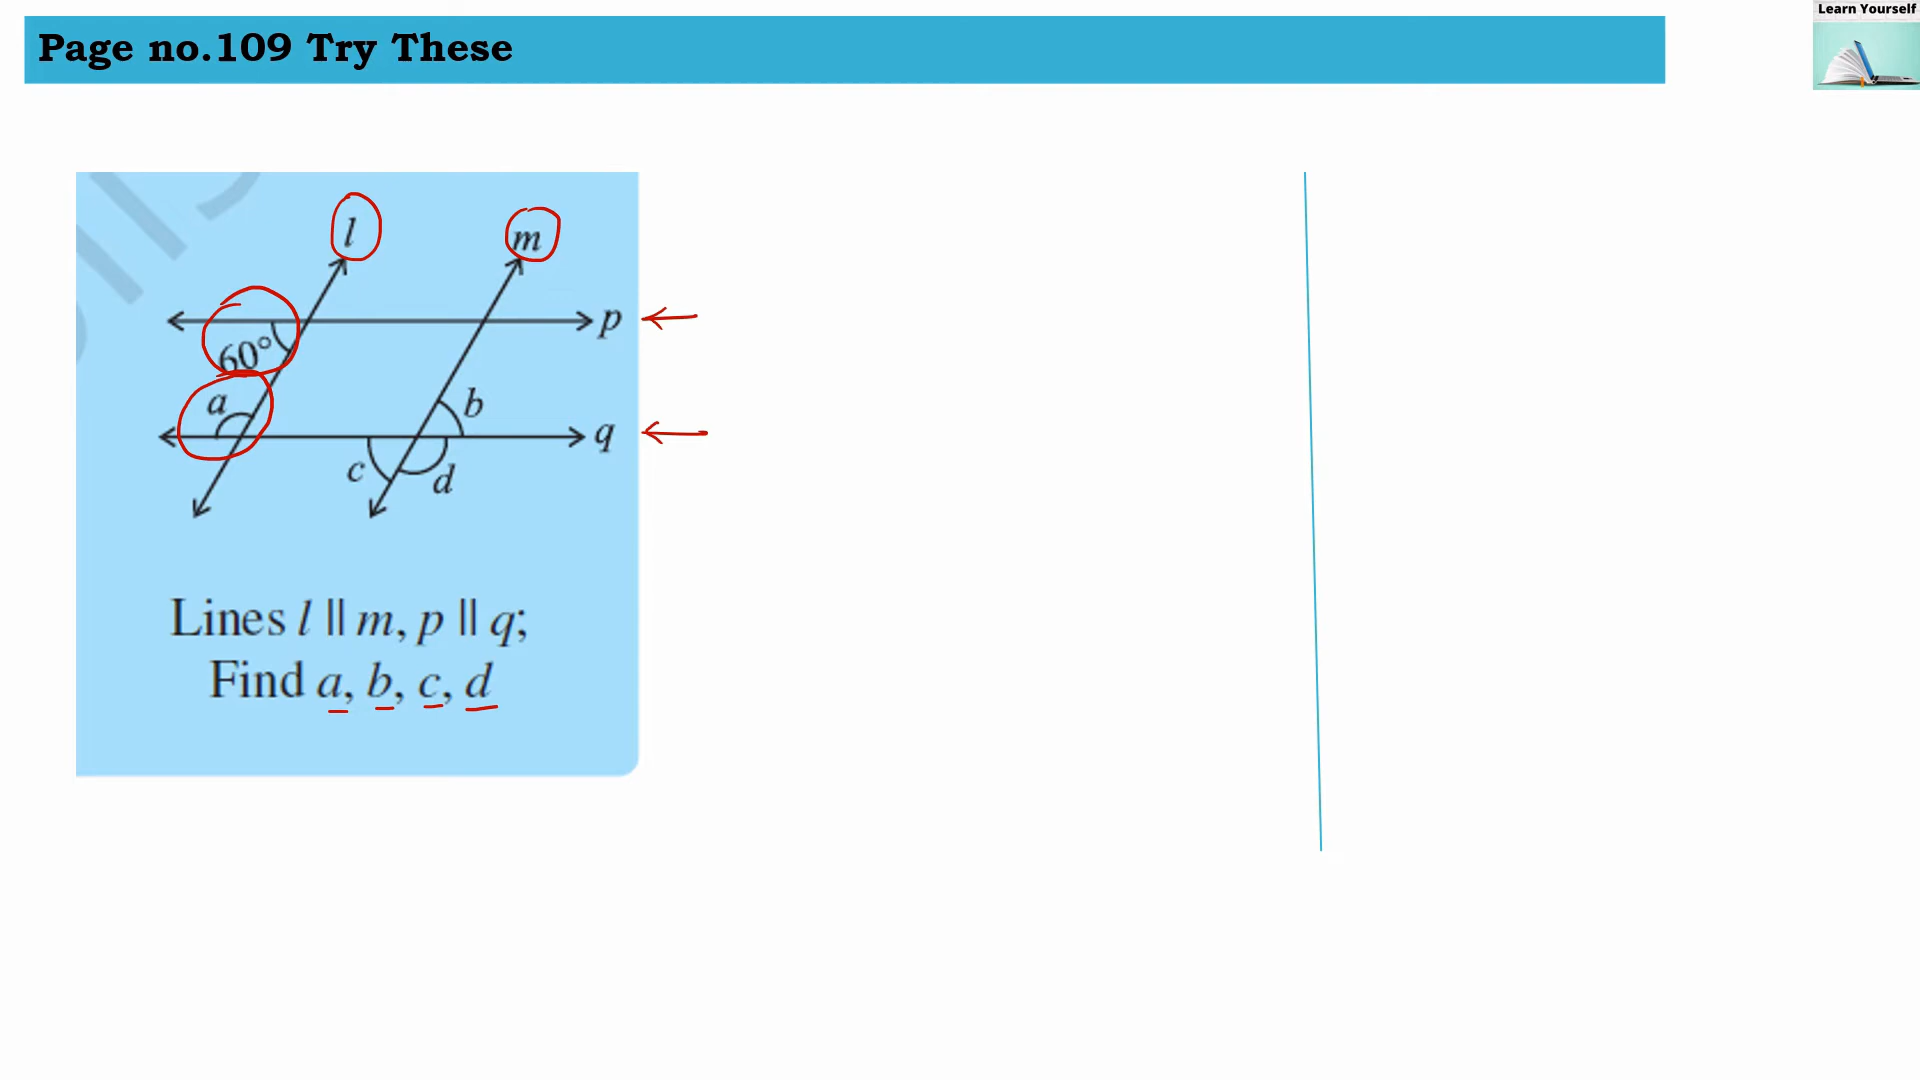 Page no.109 Try These
Learn Yourself
l
m
p
60°
a
b
q
c
d
Lines l || m, p || q;
Find a, b, c, d